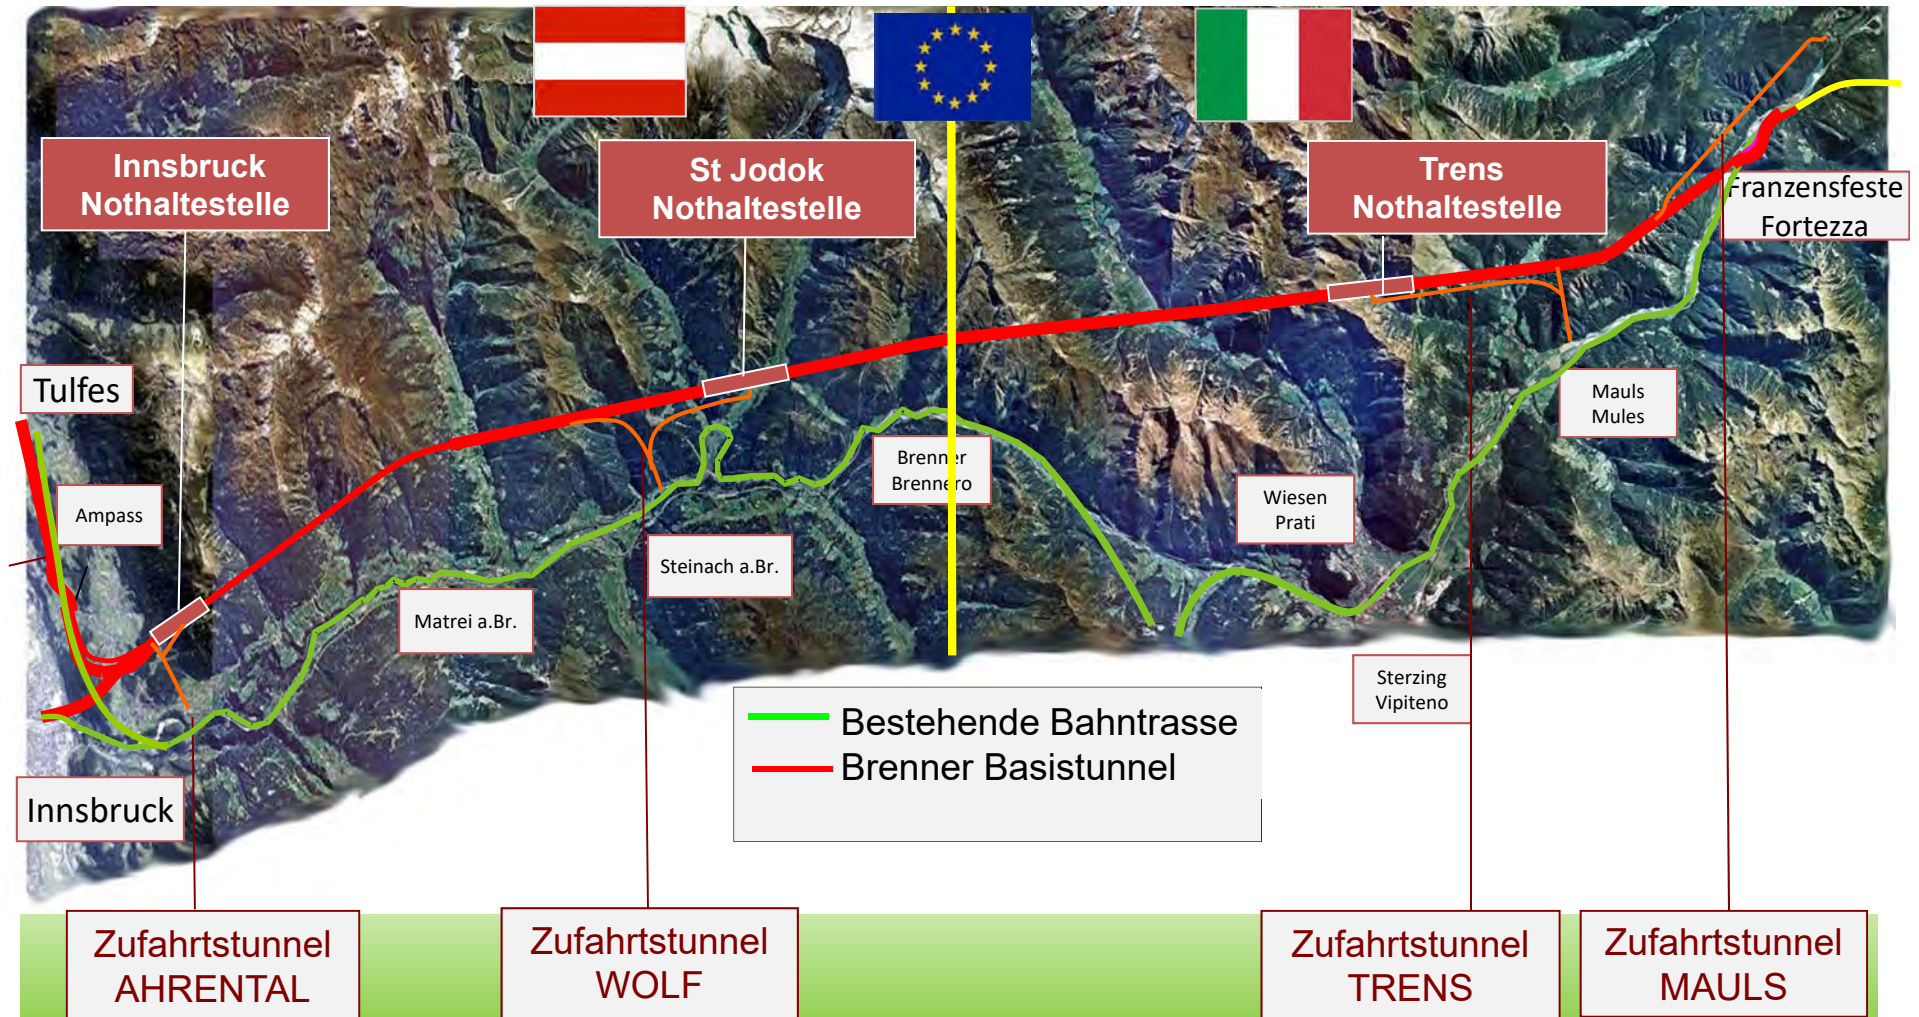 Innsbruck
Nothaltestelle
St Jodok
Nothaltestelle
Trens
Nothaltestelle
Franzensfeste
Fortezza
Tulfes
Mauls
Mules
Brenner
Brennero
Wiesen
Prati
Ampass
Steinach a.Br.
Matrei a.Br.
Sterzing
Vipiteno
Innsbruck
Bestehende Bahntrasse
Brenner Basistunnel
Zufahrtstunnel
AHRENTAL
Zufahrtstunnel
WOLF
Zufahrtstunnel
TRENS
Zufahrtstunnel
MAULS